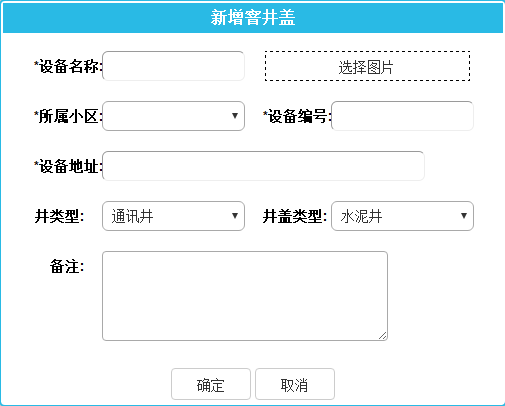 新增窨井盖
*设备名称: 选择图片
*所属小区: *设备编号:
*设备地址:
井类型: 通讯井 井盖类型: 水泥井
备注:
确定 取消